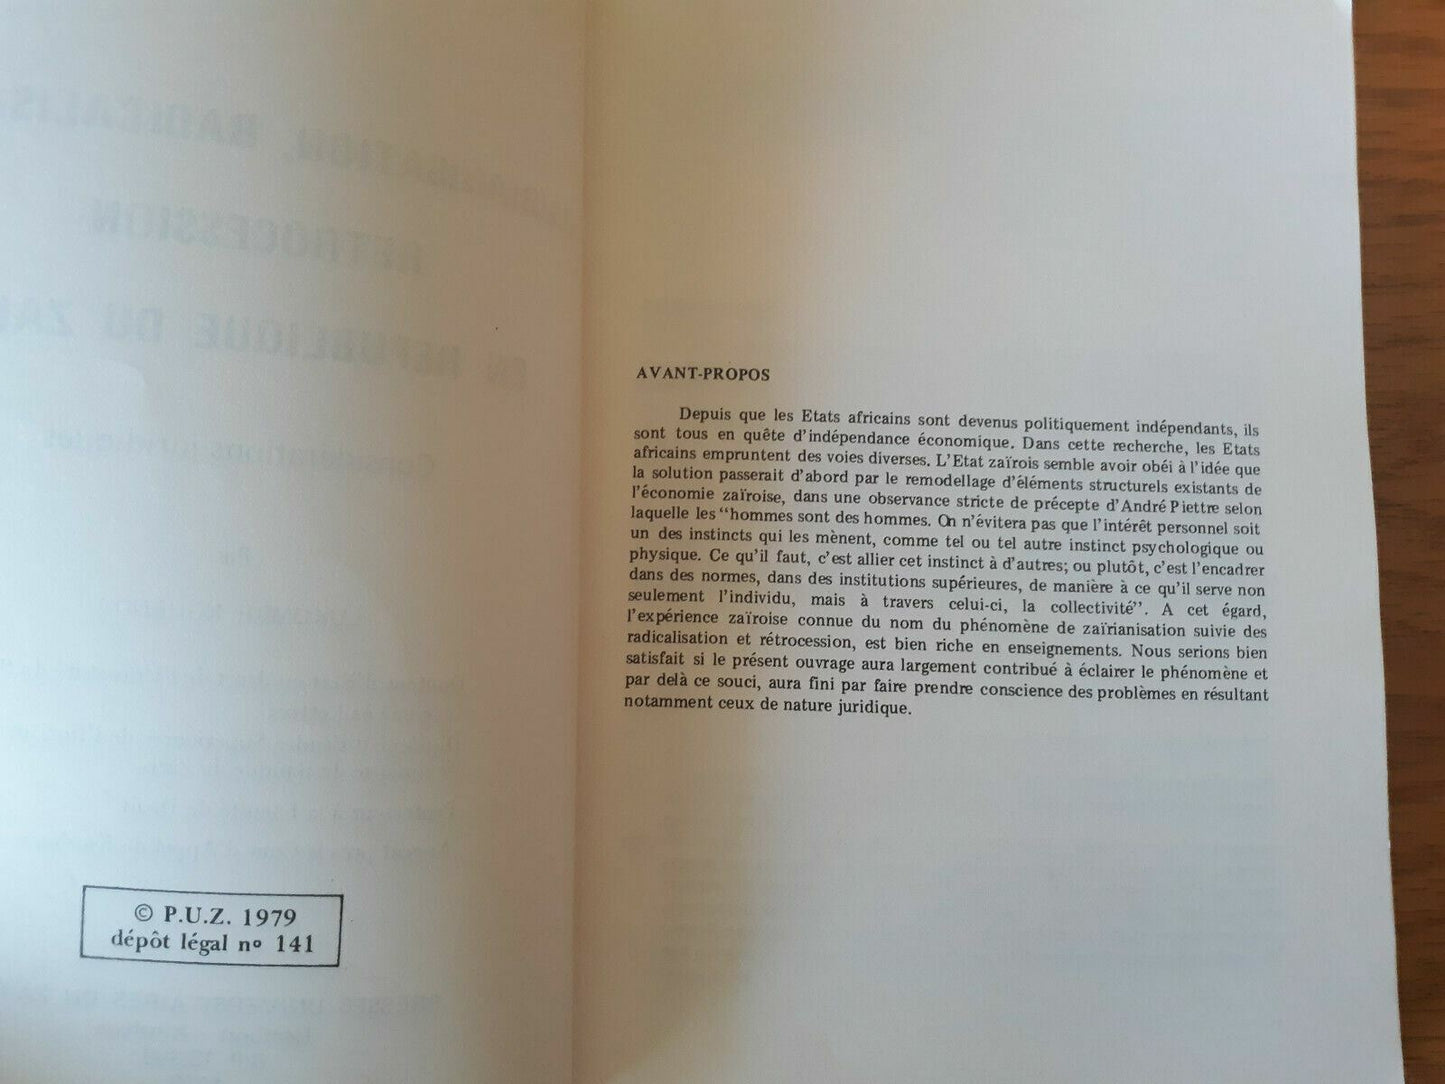 © P.U.Z. 1979
dépôt légal nº 141
AVANT-PROPOS
Depuis que les Etats africains sont devenus politiquement indépendants, ils
sont tous en quête d'indépendance économique. Dans cette recherche, les Etats
africains empruntent des voies diverses. L'Etat zaïrois semble avoir obéi à l'idée que
la solution passerait d'abord par le remodellage d'éléments structurels existants de
l'économie zaïroise, dans une observance stricte de précepte d'André Piettre selon
laquelle les "hommes sont des hommes. On n'évitera pas que l'intérêt personnel soit
un des instincts qui les mènent, comme tel ou tel autre instinct psychologique ou
physique. Ce qu'il faut, c'est allier cet instinct à d'autres; ou plutôt, c'est l'encadrer
dans des normes, dans des institutions supérieures, de manière à ce qu'il serve non
seulement l'individu, mais à travers celui-ci, la collectivité". A cet égard,
l'expérience zaïroise connue du nom du phénomène de zaïrianisation suivie des
radicalisation et rétrocession, est bien riche en enseignements. Nous serions bien
satisfait si le présent ouvrage aura largement contribué à éclairer le phénomène et
par delà ce souci, aura fini par faire prendre conscience des problèmes en résultant
notamment ceux de nature juridique.